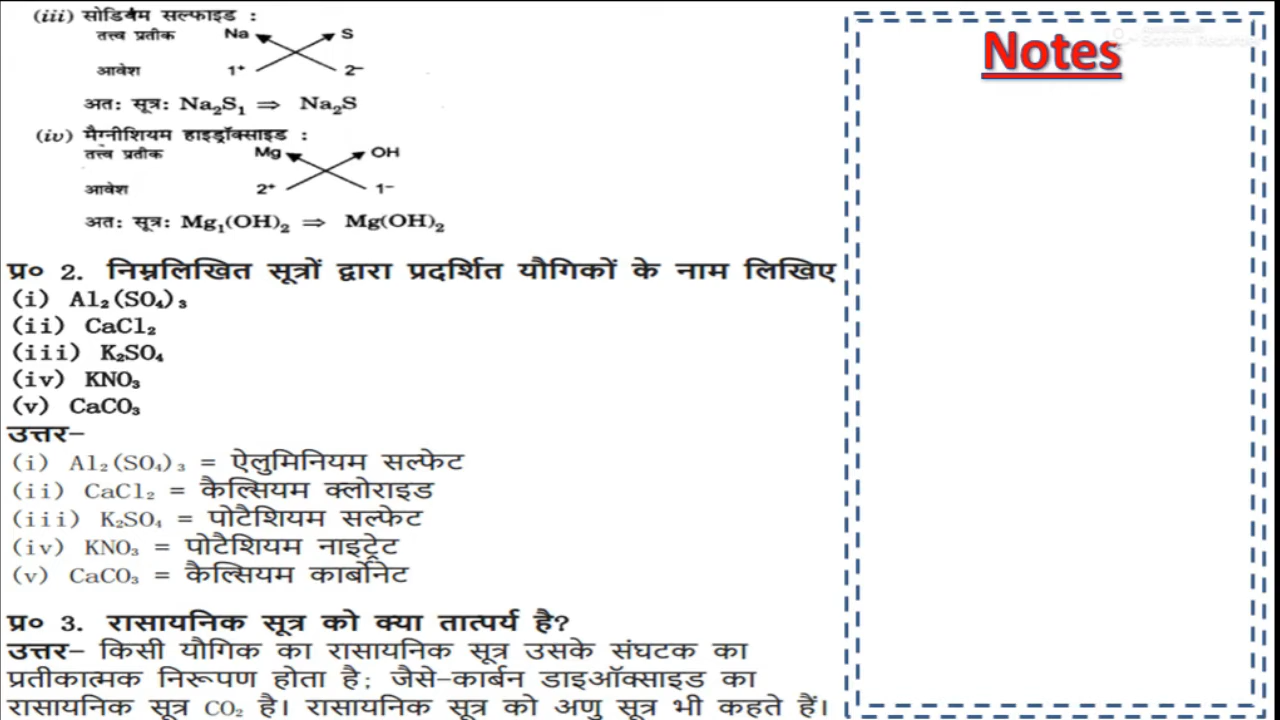 (iii) सोडियम सल्फाइड :
तत्त्व प्रतीक Na S
आवेश 1⁺ 2⁻
अतः सूत्रः Na₂S₁ ⇒ Na₂S
(iv) मैग्नीशियम हाइड्रॉक्साइड :
तत्त्व प्रतीक Mg OH
आवेश 2⁺ 1⁻
अतः सूत्रः Mg₁(OH)₂ ⇒ Mg(OH)₂
प्र० 2. निम्नलिखित सूत्रों द्वारा प्रदर्शित यौगिकों के नाम लिखिए
(i) Al₂(SO₄)₃
(ii) CaCl₂
(iii) K₂SO₄
(iv) KNO₃
(v) CaCO₃
उत्तर-
(i) Al₂(SO₄)₃ = ऐलुमिनियम सल्फेट
(ii) CaCl₂ = कैल्सियम क्लोराइड
(iii) K₂SO₄ = पोटैशियम सल्फेट
(iv) KNO₃ = पोटैशियम नाइट्रेट
(v) CaCO₃ = कैल्सियम कार्बोनेट
प्र० 3. रासायनिक सूत्र को क्या तात्पर्य है?
उत्तर- किसी यौगिक का रासायनिक सूत्र उसके संघटक का
प्रतीकात्मक निरूपण होता है; जैसे-कार्बन डाइऑक्साइड का
रासायनिक सूत्र CO₂ है। रासायनिक सूत्र को अणु सूत्र भी कहते हैं।
Notes
Screen Recorder